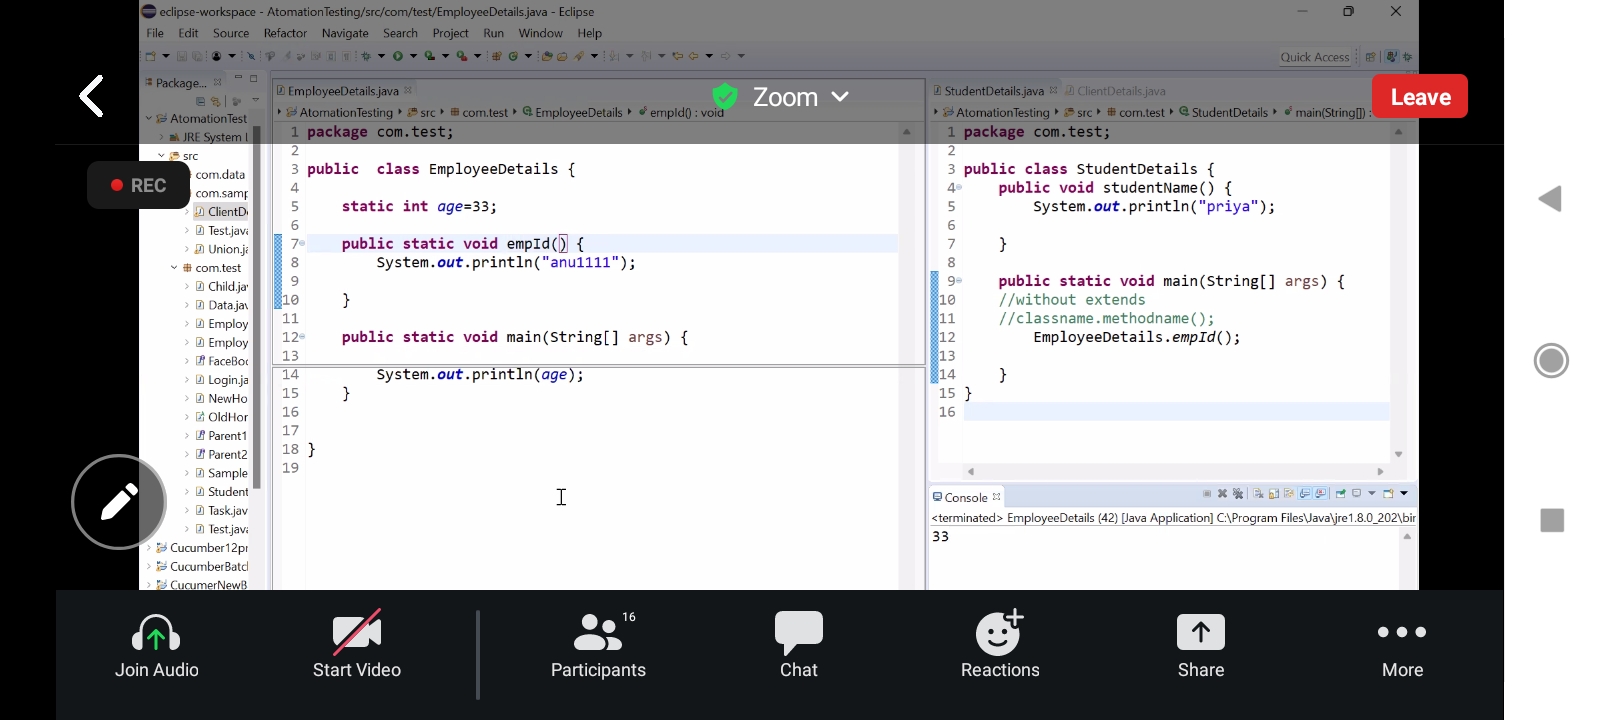 eclipse-workspace - AtomationTesting/src/com/test/EmployeeDetails.java - Eclipse
File Edit Source Refactor Navigate Search Project Run Window Help
Quick Access
Package...
AtomationTest
JRE System
src
com.data
com.samp
ClientD
Test.java
Union.ja
com.test
Child.ja
Data.jav
Employ
Employ
FaceBo
Login.ja
NewHo
OldHor
Parent1
Parent2
Sample
Student
Task.jav
Test.java
Cucumber12pr
CucumberBatc
CucumerNewB
EmployeeDetails.java
AtomationTesting src com.test EmployeeDetails empId() : void
1 package com.test;
2
3 public  class EmployeeDetails {
4
5     static int age=33;
6
7     public static void empId() {
8         System.out.println("anu1111");
9
10     }
11
12     public static void main(String[] args) {
13
14         System.out.println(age);
15     }
16
17
18 }
19
StudentDetails.java ClientDetails.java
AtomationTesting src com.test StudentDetails main(String[]) :
1 package com.test;
2
3 public class StudentDetails {
4     public void studentName() {
5         System.out.println("priya");
6
7     }
8
9     public static void main(String[] args) {
10     //without extends
11     //classname.methodname();
12         EmployeeDetails.empId();
13
14     }
15 }
16
Console
<terminated> EmployeeDetails (42) [Java Application] C:\Program Files\Java\jre1.8.0_202\bir
33
Zoom
Leave
REC
Join Audio
Start Video
16
Participants
Chat
Reactions
Share
More